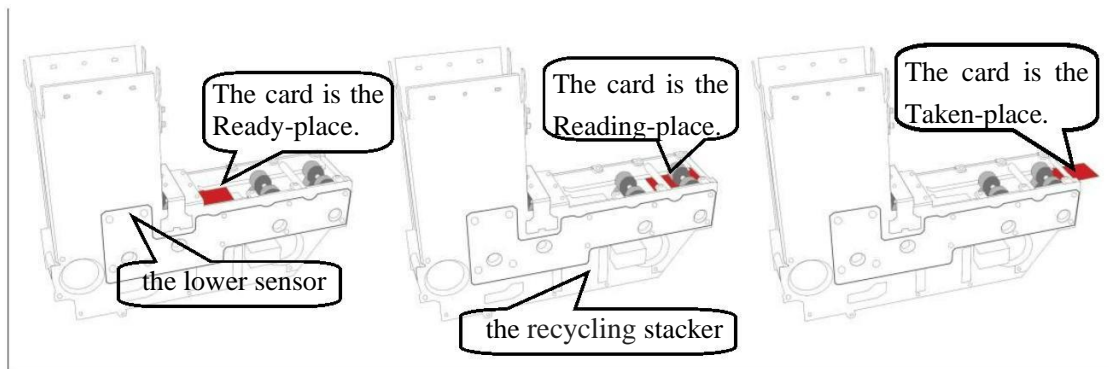 The card is the
Ready-place.
The card is the
Reading-place.
The card is the
Taken-place.
the lower sensor
the recycling stacker